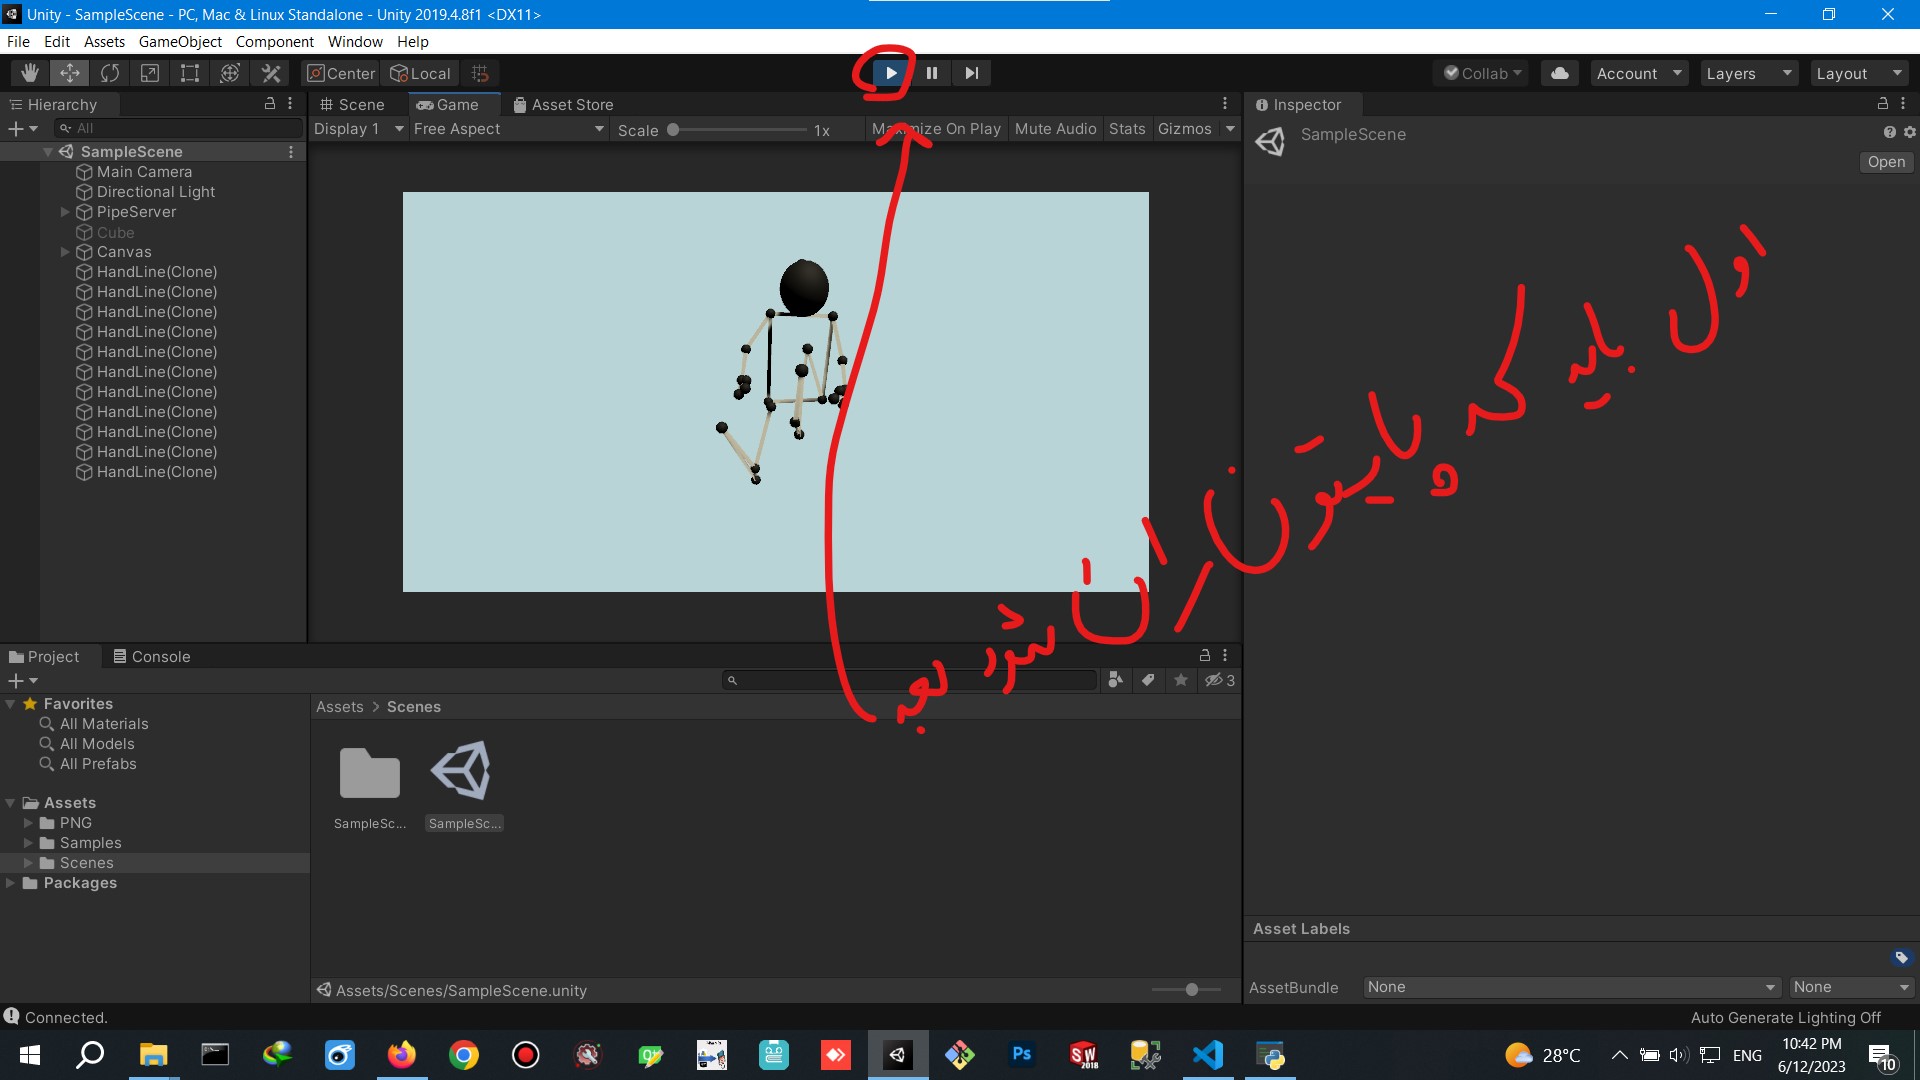 Unity - SampleScene - PC, Mac & Linux Standalone - Unity 2019.4.8f1 <DX11>
File Edit Assets GameObject Component Window Help
Center Local Collab Account Layers Layout
Hierarchy
All
SampleScene
Main Camera
Directional Light
PipeServer
Cube
Canvas
HandLine(Clone)
HandLine(Clone)
HandLine(Clone)
HandLine(Clone)
HandLine(Clone)
HandLine(Clone)
HandLine(Clone)
HandLine(Clone)
HandLine(Clone)
HandLine(Clone)
HandLine(Clone)
Scene Game Asset Store
Display 1 Free Aspect Scale 1x Maximize On Play Mute Audio Stats Gizmos
Inspector
SampleScene
Open
اول باید که پایتون ران شود بعد
Project Console
3
Favorites
All Materials
All Models
All Prefabs
Assets
PNG
Samples
Scenes
Packages
Assets > Scenes
SampleSc... SampleSc...
Assets/Scenes/SampleScene.unity
Asset Labels
AssetBundle None None
Connected.
Auto Generate Lighting Off
28°C ENG 10:42 PM
6/12/2023
10
Ps
SW
2018